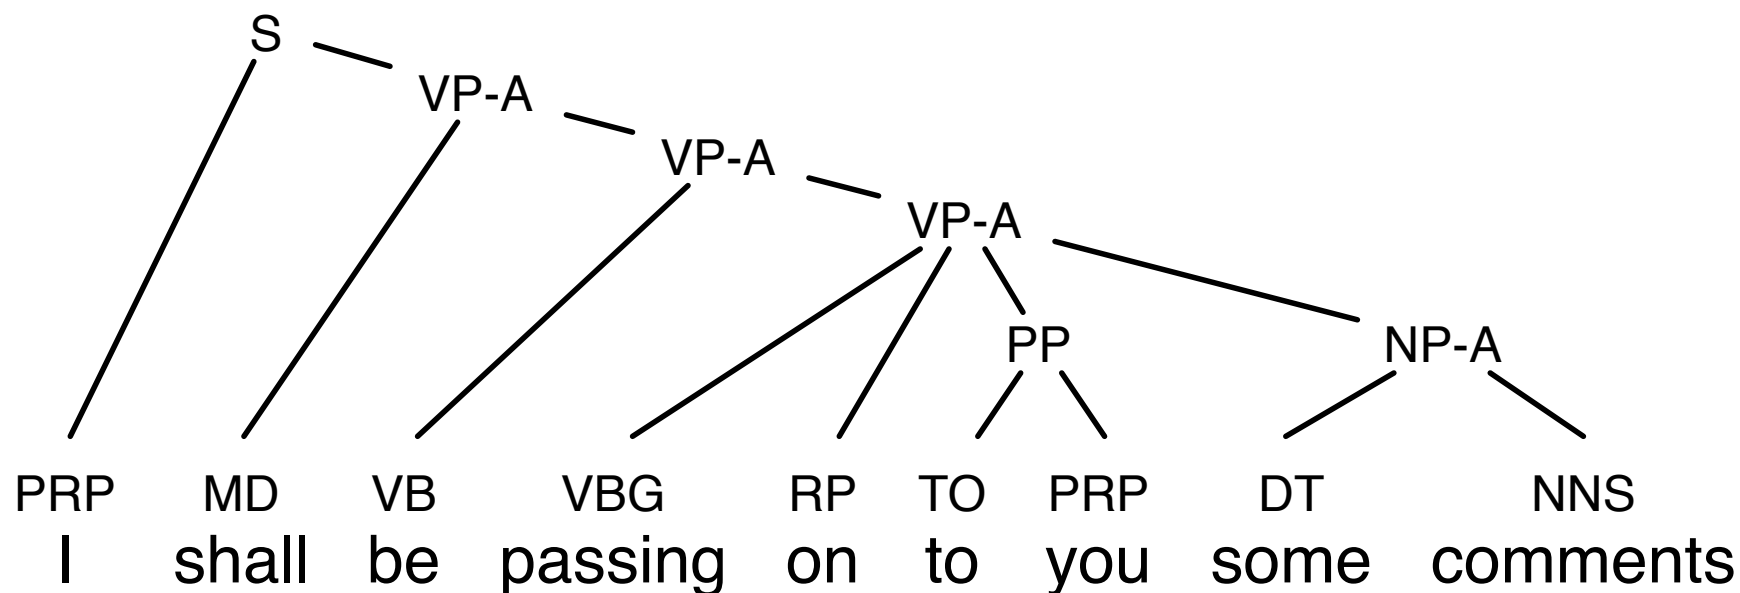 S
VP-A
VP-A
VP-A
PP NP-A
PRP MD VB VBG RP TO PRP DT NNS
I shall be passing on to you some comments